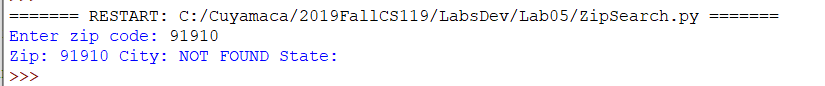 ======= RESTART: C:/Cuyamaca/2019FallCS119/LabsDev/Lab05/ZipSearch.py =======
Enter zip code: 91910
Zip: 91910 City: NOT FOUND State:
>>>